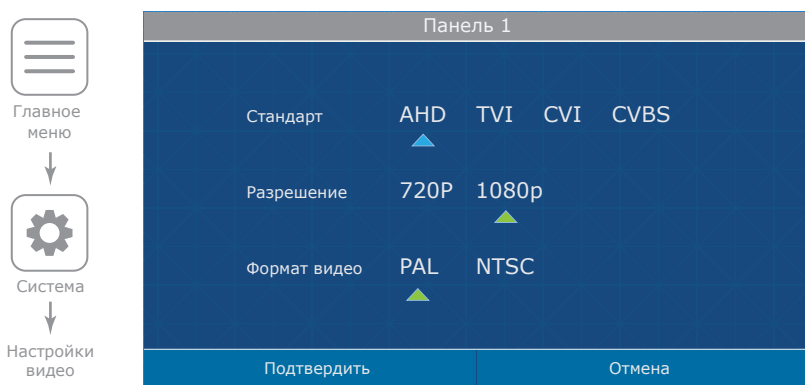 Главное
меню
Система
Настройки
видео
Панель 1
Стандарт AHD TVI CVI CVBS
Разрешение 720P 1080p
Формат видео PAL NTSC
Подтвердить Отмена